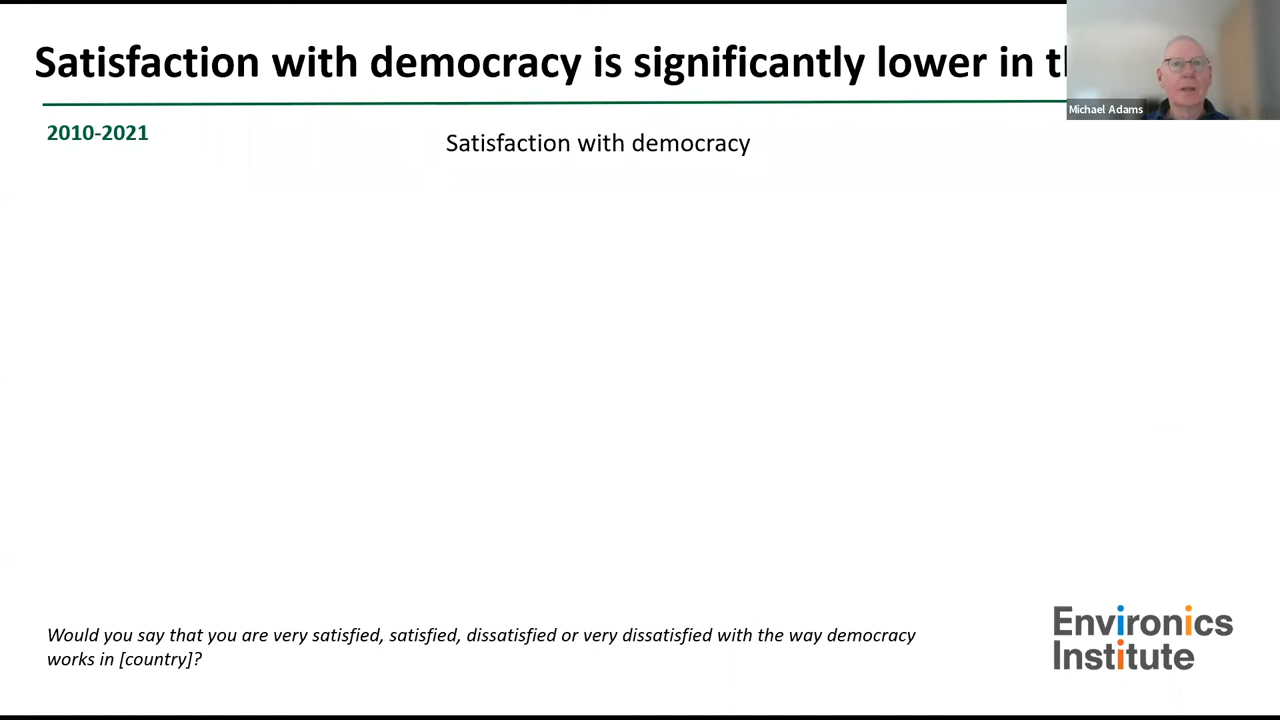 Satisfaction with democracy is significantly lower in
Michael Adams
2010-2021
Satisfaction with democracy
Would you say that you are very satisfied, satisfied, dissatisfied or very dissatisfied with the way democracy
works in [country]?
Environics
Institute